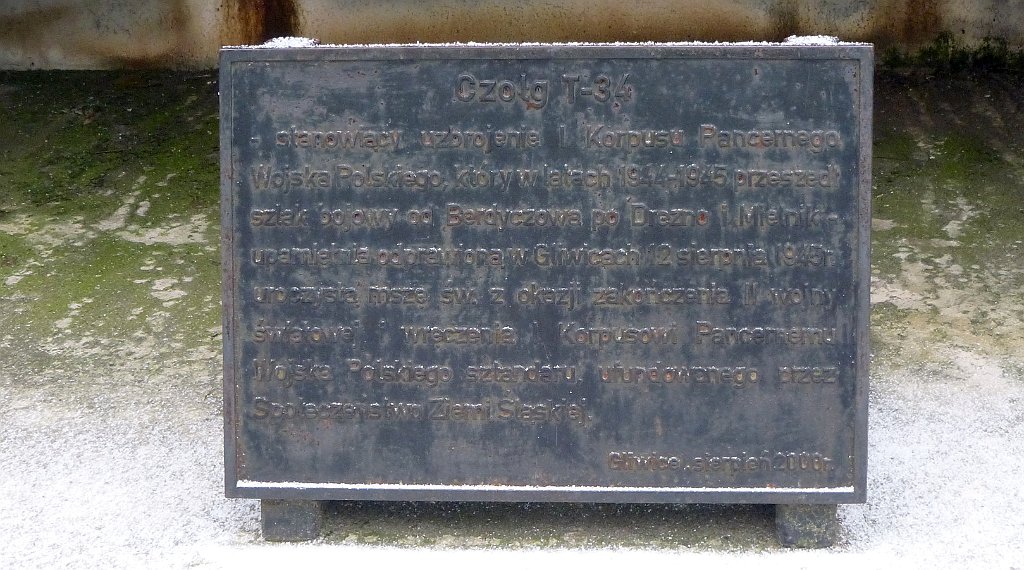 Czołg T-34
- stanowiący uzbrojenie I Korpusu Pancernego
Wojska Polskiego, który w latach 1944-1945 przeszedł
szlak bojowy od Berdyczowa po Drezno i Mielnik -
upamiętnia odprawioną w Gliwicach 12 sierpnia 1945r.
uroczystą mszę św. z okazji zakończenia II wojny
światowej i wręczenia I Korpusowi Pancernemu
Wojska Polskiego sztandaru, ufundowanego przez
Społeczeństwo Ziemi Śląskiej.
Gliwice, sierpień 2000r.